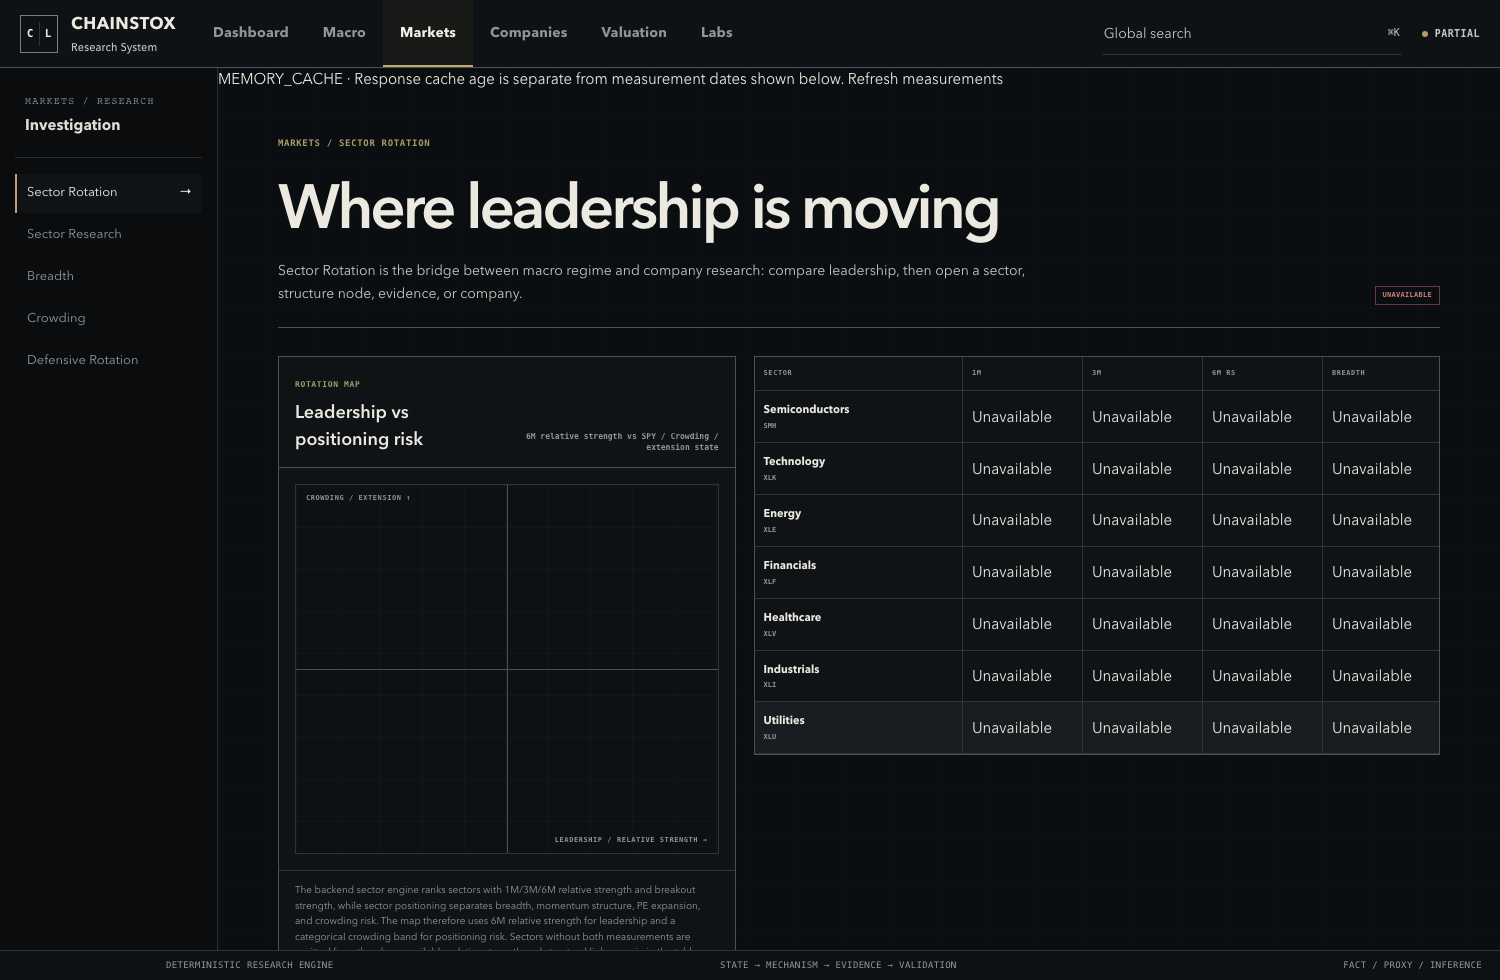 C L
CHAINSTOX
Research System
Dashboard
Macro
Markets
Companies
Valuation
Labs
Global search
⌘K
PARTIAL
MEMORY_CACHE · Response cache age is separate from measurement dates shown below. Refresh measurements
MARKETS / RESEARCH
Investigation
Sector Rotation →
Sector Research
Breadth
Crowding
Defensive Rotation
MARKETS / SECTOR ROTATION
Where leadership is moving
Sector Rotation is the bridge between macro regime and company research: compare leadership, then open a sector,
structure node, evidence, or company.
UNAVAILABLE
ROTATION MAP
Leadership vs
positioning risk
6M relative strength vs SPY / Crowding /
extension state
CROWDING / EXTENSION ↑
LEADERSHIP / RELATIVE STRENGTH →
The backend sector engine ranks sectors with 1M/3M/6M relative strength and breakout
strength, while sector positioning separates breadth, momentum structure, PE expansion,
and crowding risk. The map therefore uses 6M relative strength for leadership and a
categorical crowding band for positioning risk. Sectors without both measurements are
SECTOR 1M 3M 6M RS BREADTH
Semiconductors
SMH
Unavailable Unavailable Unavailable Unavailable
Technology
XLK
Unavailable Unavailable Unavailable Unavailable
Energy
XLE
Unavailable Unavailable Unavailable Unavailable
Financials
XLF
Unavailable Unavailable Unavailable Unavailable
Healthcare
XLV
Unavailable Unavailable Unavailable Unavailable
Industrials
XLI
Unavailable Unavailable Unavailable Unavailable
Utilities
XLU
Unavailable Unavailable Unavailable Unavailable
DETERMINISTIC RESEARCH ENGINE
STATE → MECHANISM → EVIDENCE → VALIDATION
FACT / PROXY / INFERENCE